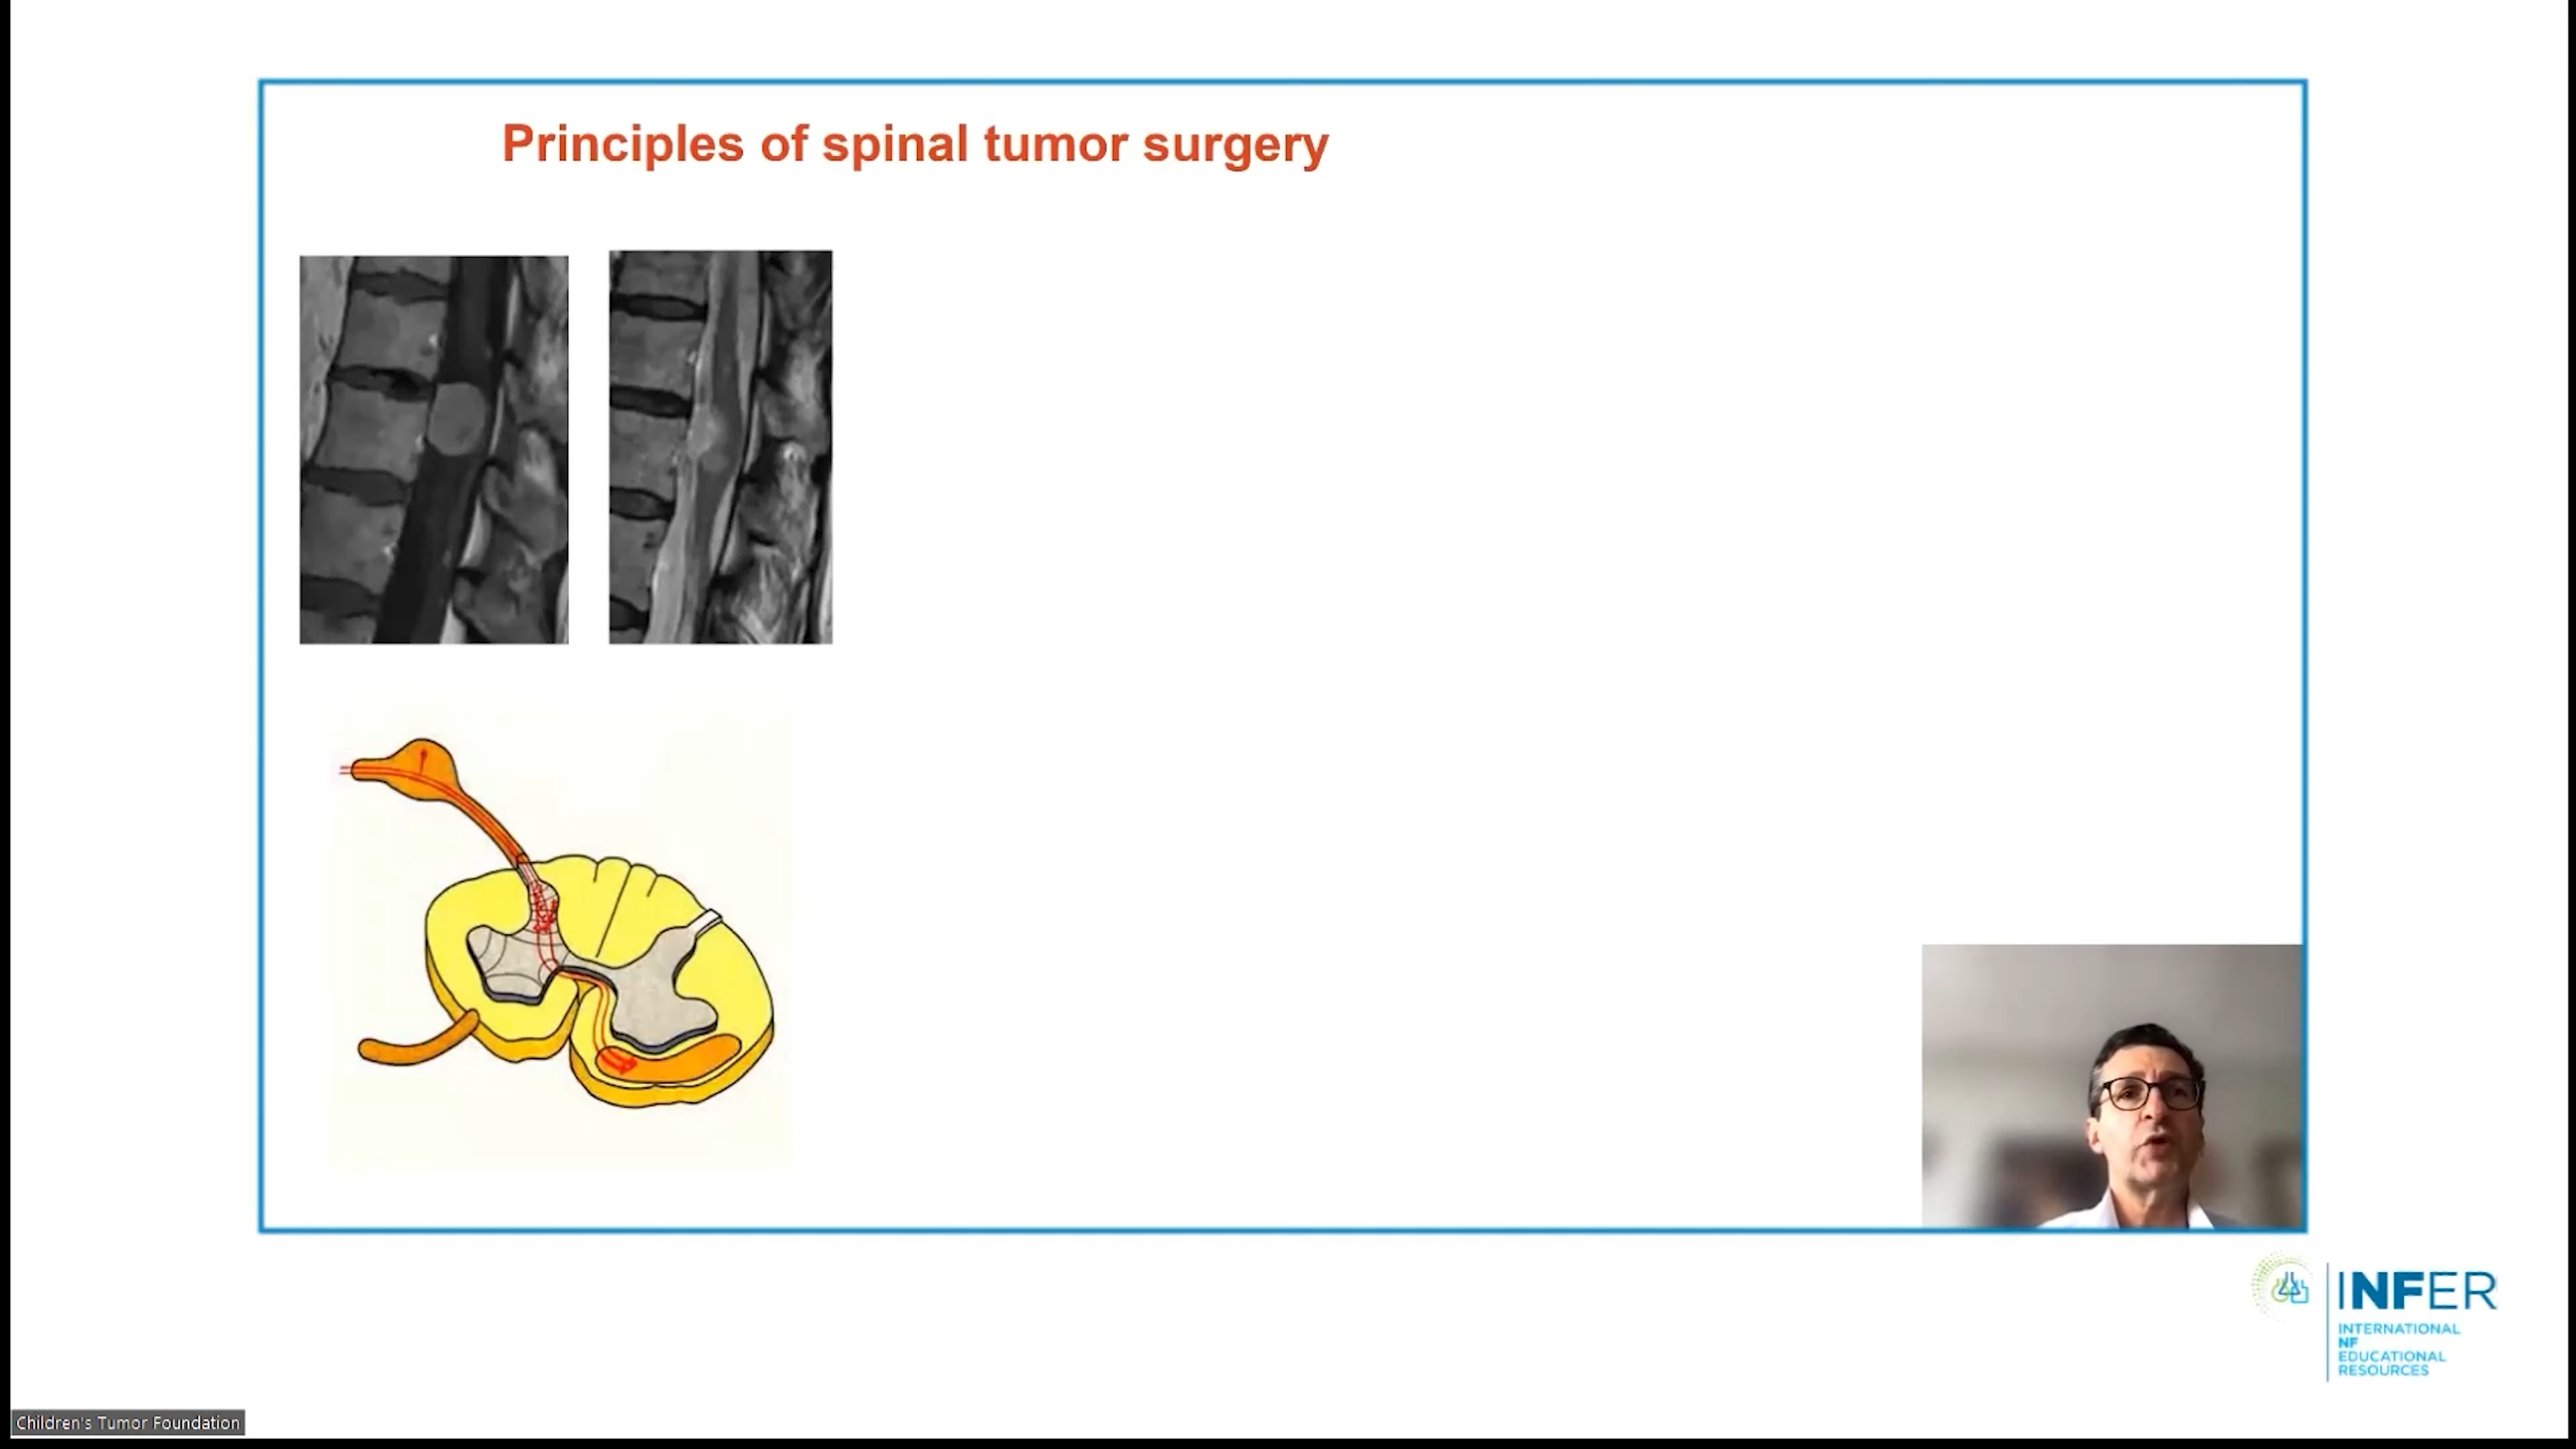 Principles of spinal tumor surgery
INFER
INTERNATIONAL
NF
EDUCATIONAL
RESOURCES
Children's Tumor Foundation